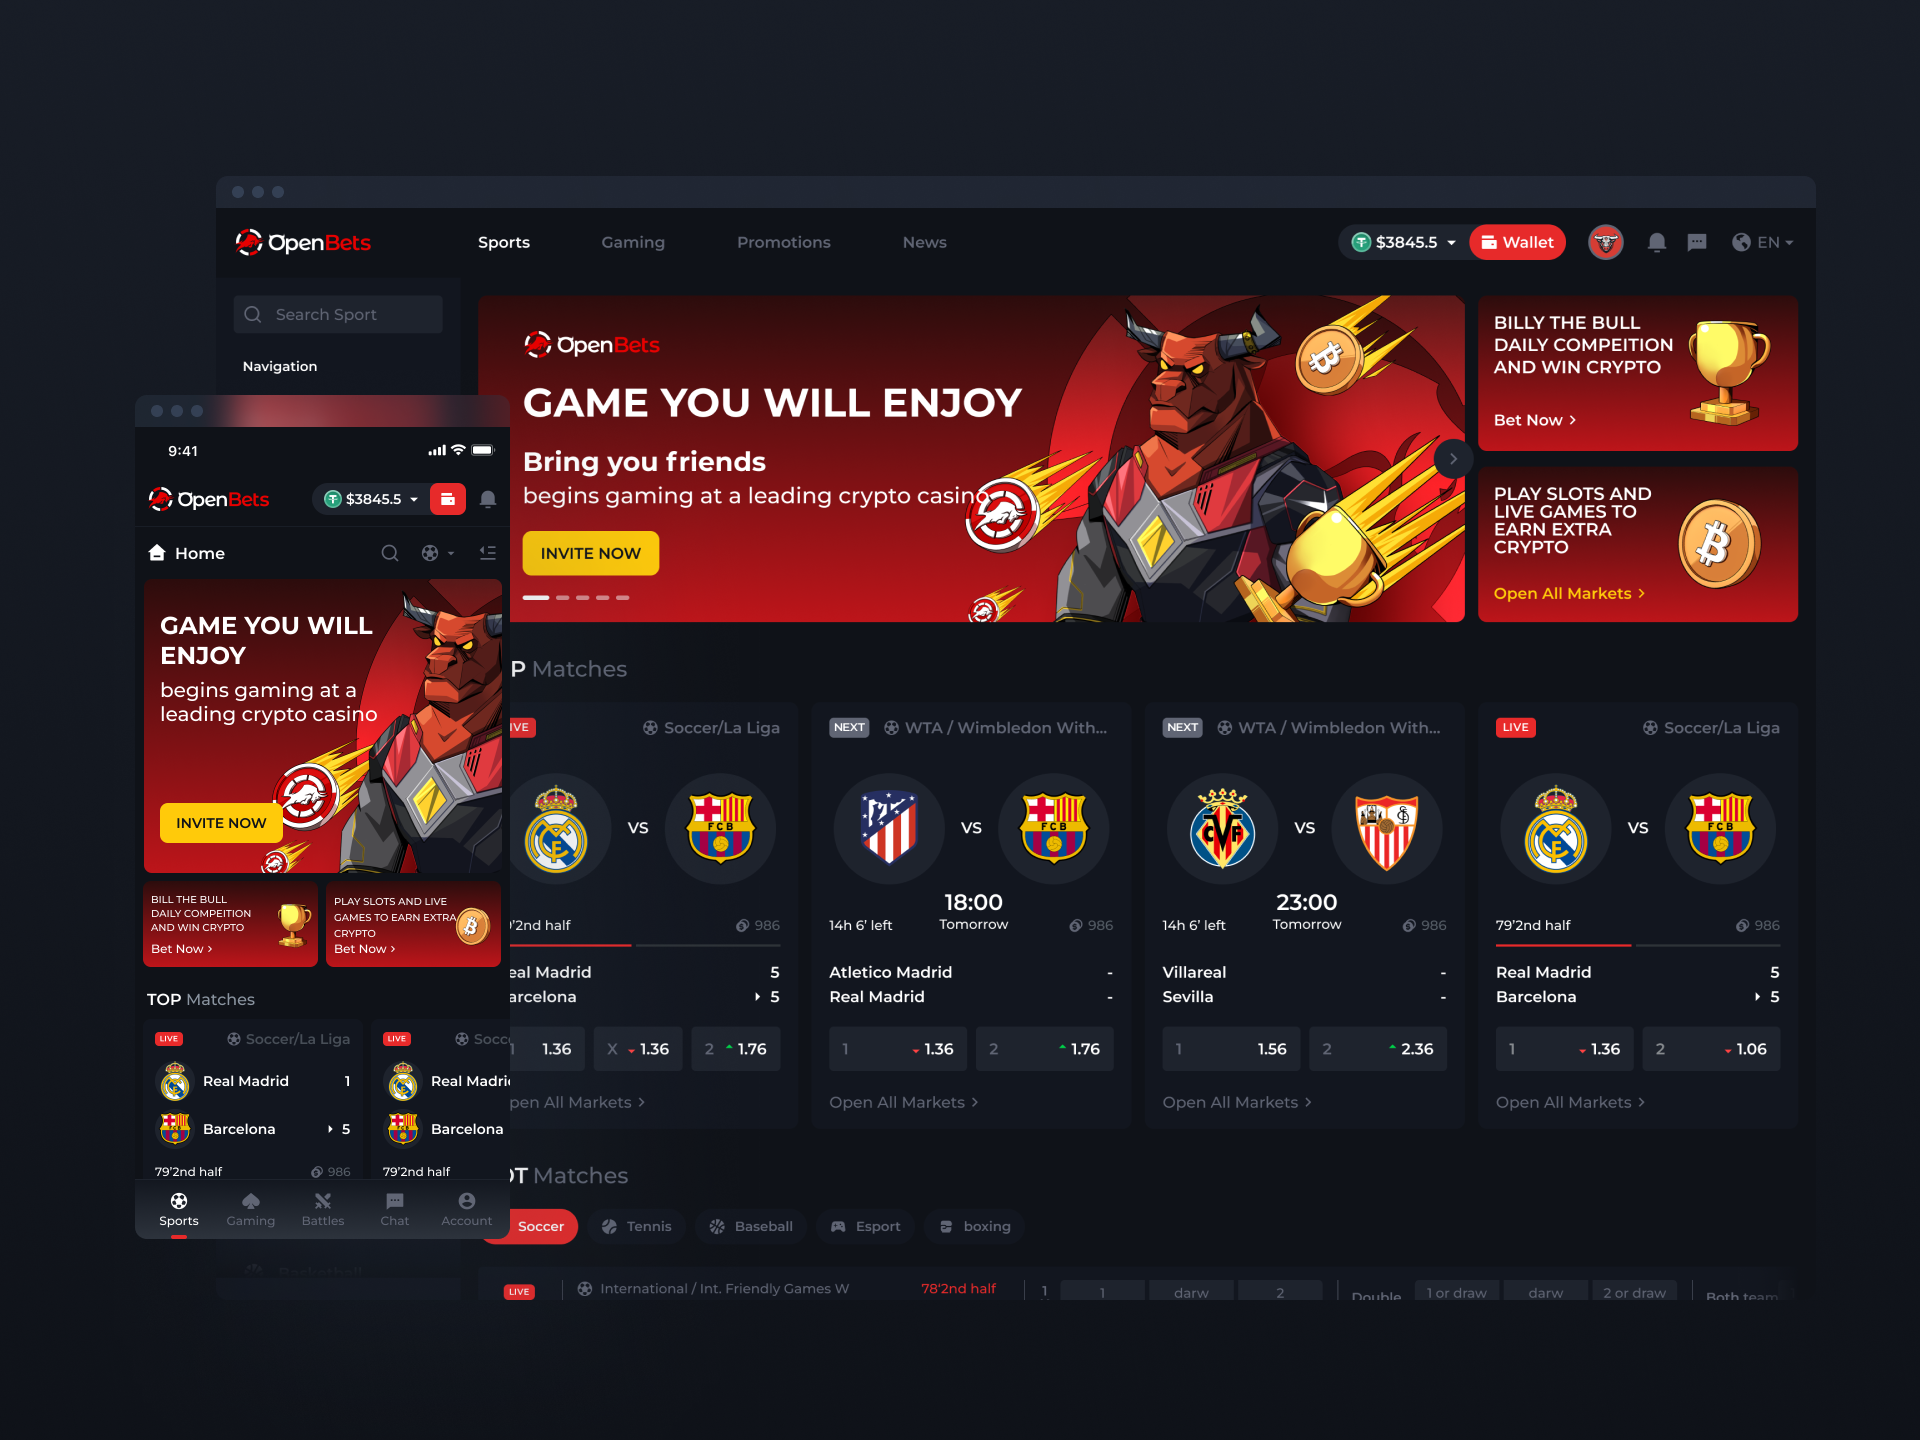 OpenBets
Sports
Gaming
Promotions
News
$3845.5
Wallet
EN
Search Sport
Navigation
OpenBets
GAME YOU WILL ENJOY
Bring you friends
begins gaming at a leading crypto casino
INVITE NOW
BILLY THE BULL
DAILY COMPEITION
AND WIN CRYPTO
Bet Now >
PLAY SLOTS AND
LIVE GAMES TO
EARN EXTRA
CRYPTO
Open All Markets >
P Matches
IVE
Soccer/La Liga
FCB
VS
’2nd half
986
eal Madrid
5
arcelona
5
1
1.36
X
1.36
2
1.76
pen All Markets >
NEXT
WTA / Wimbledon With...
VS
FCB
18:00
14h 6’ left
Tomorrow
986
Atletico Madrid
-
Real Madrid
-
1
1.36
2
1.76
Open All Markets >
NEXT
WTA / Wimbledon With...
CVF
VS
23:00
14h 6’ left
Tomorrow
986
Villareal
-
Sevilla
-
1
1.56
2
2.36
Open All Markets >
LIVE
Soccer/La Liga
VS
FCB
79’2nd half
986
Real Madrid
5
Barcelona
5
1
1.36
2
1.06
Open All Markets >
OT Matches
Soccer
Tennis
Baseball
Esport
boxing
LIVE
International / Int. Friendly Games W
78’2nd half
1
1
darw
2
Double
1 or draw
darw
2 or draw
Both team
Basketball
9:41
OpenBets
$3845.5
Home
GAME YOU WILL
ENJOY
begins gaming at a
leading crypto casino
INVITE NOW
BILL THE BULL
DAILY COMPEITION
AND WIN CRYPTO
Bet Now >
PLAY SLOTS AND LIVE
GAMES TO EARN EXTRA
CRYPTO
Bet Now >
TOP Matches
LIVE
Soccer/La Liga
Real Madrid
1
Barcelona
5
79’2nd half
986
LIVE
Socc
Real Madri
Barcelona
79’2nd half
Sports
Gaming
Battles
Chat
Account